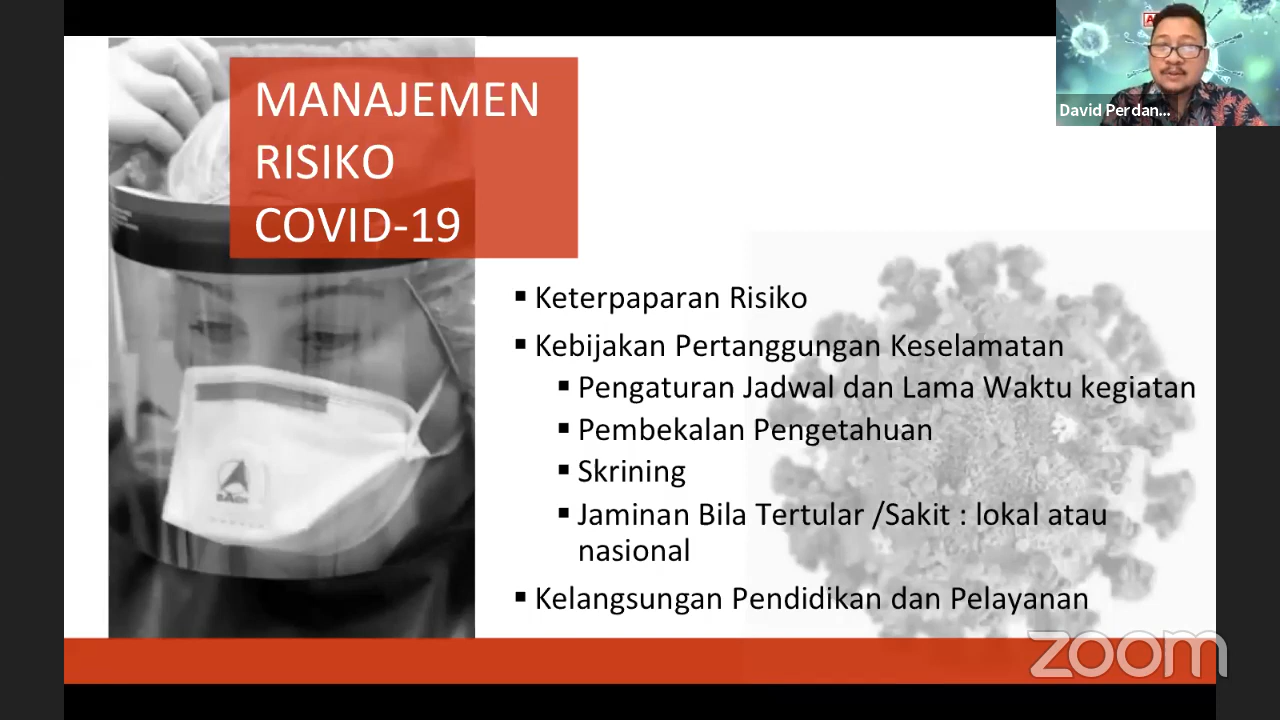 MANAJEMEN
RISIKO
COVID-19
David Perdan...
▪ Keterpaparan Risiko
▪ Kebijakan Pertanggungan Keselamatan
▪ Pengaturan Jadwal dan Lama Waktu kegiatan
▪ Pembekalan Pengetahuan
▪ Skrining
▪ Jaminan Bila Tertular /Sakit : lokal atau
nasional
▪ Kelangsungan Pendidikan dan Pelayanan
zoom